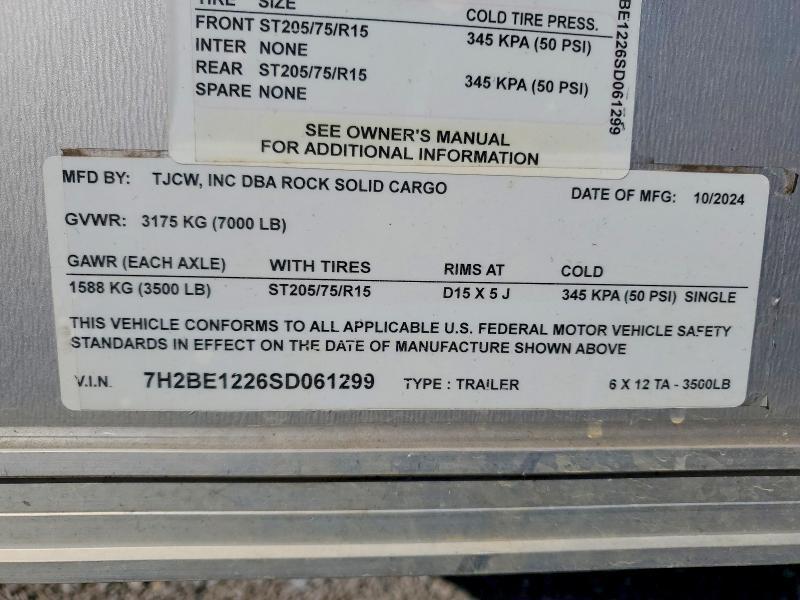 TIRE SIZE COLD TIRE PRESS.
FRONT ST205/75/R15 345 KPA (50 PSI)
INTER NONE
REAR ST205/75/R15 345 KPA (50 PSI)
SPARE NONE
SEE OWNER'S MANUAL
FOR ADDITIONAL INFORMATION
BE1226SD061299
MFD BY: TJCW, INC DBA ROCK SOLID CARGO DATE OF MFG: 10/2024
GVWR: 3175 KG (7000 LB)
GAWR (EACH AXLE) WITH TIRES RIMS AT COLD
1588 KG (3500 LB) ST205/75/R15 D15 X 5 J 345 KPA (50 PSI) SINGLE
THIS VEHICLE CONFORMS TO ALL APPLICABLE U.S. FEDERAL MOTOR VEHICLE SAFETY
STANDARDS IN EFFECT ON THE DATE OF MANUFACTURE SHOWN ABOVE
V.I.N. 7H2BE1226SD061299 TYPE : TRAILER 6 X 12 TA - 3500LB